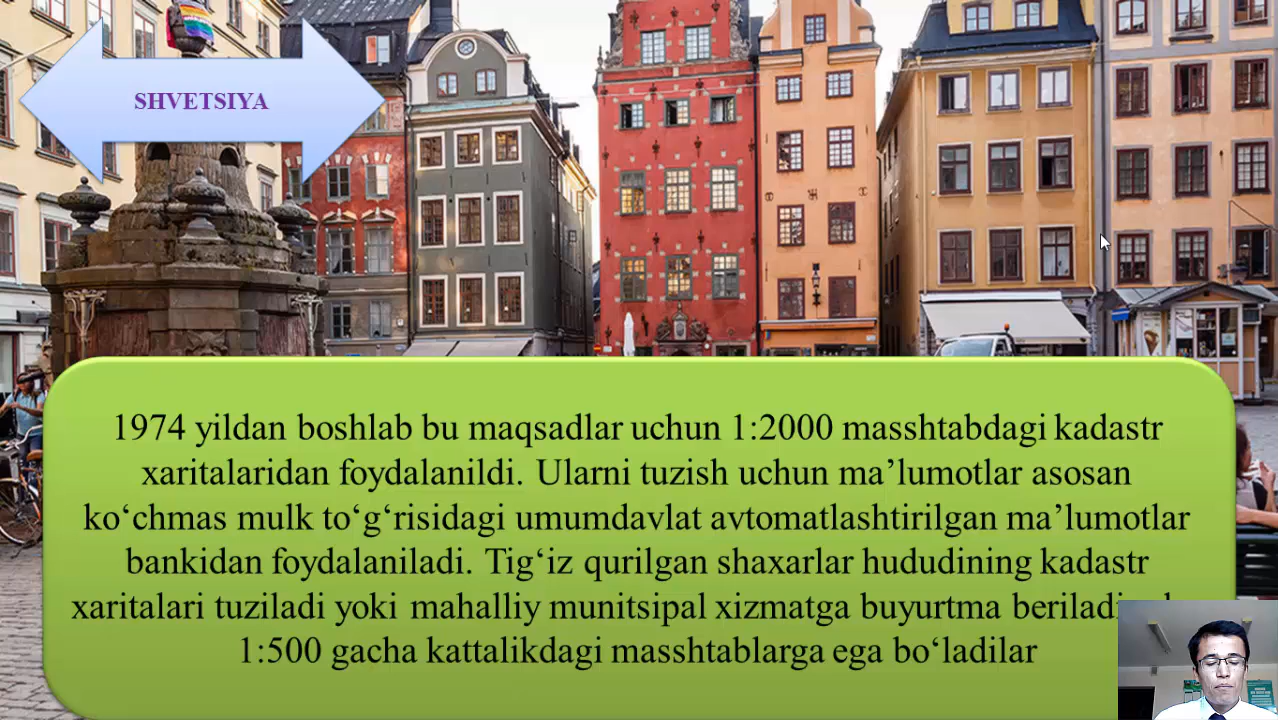 SHVETSIYA
1974 yildan boshlab bu maqsadlar uchun 1:2000 masshtabdagi kadastr
xaritalaridan foydalanildi. Ularni tuzish uchun ma’lumotlar asosan
ko‘chmas mulk to‘g‘risidagi umumdavlat avtomatlashtirilgan ma’lumotlar
bankidan foydalaniladi. Tig‘iz qurilgan shaxarlar hududining kadastr
xaritalari tuziladi yoki mahalliy munitsipal xizmatga buyurtma beriladi
1:500 gacha kattalikdagi masshtablarga ega bo‘ladilar